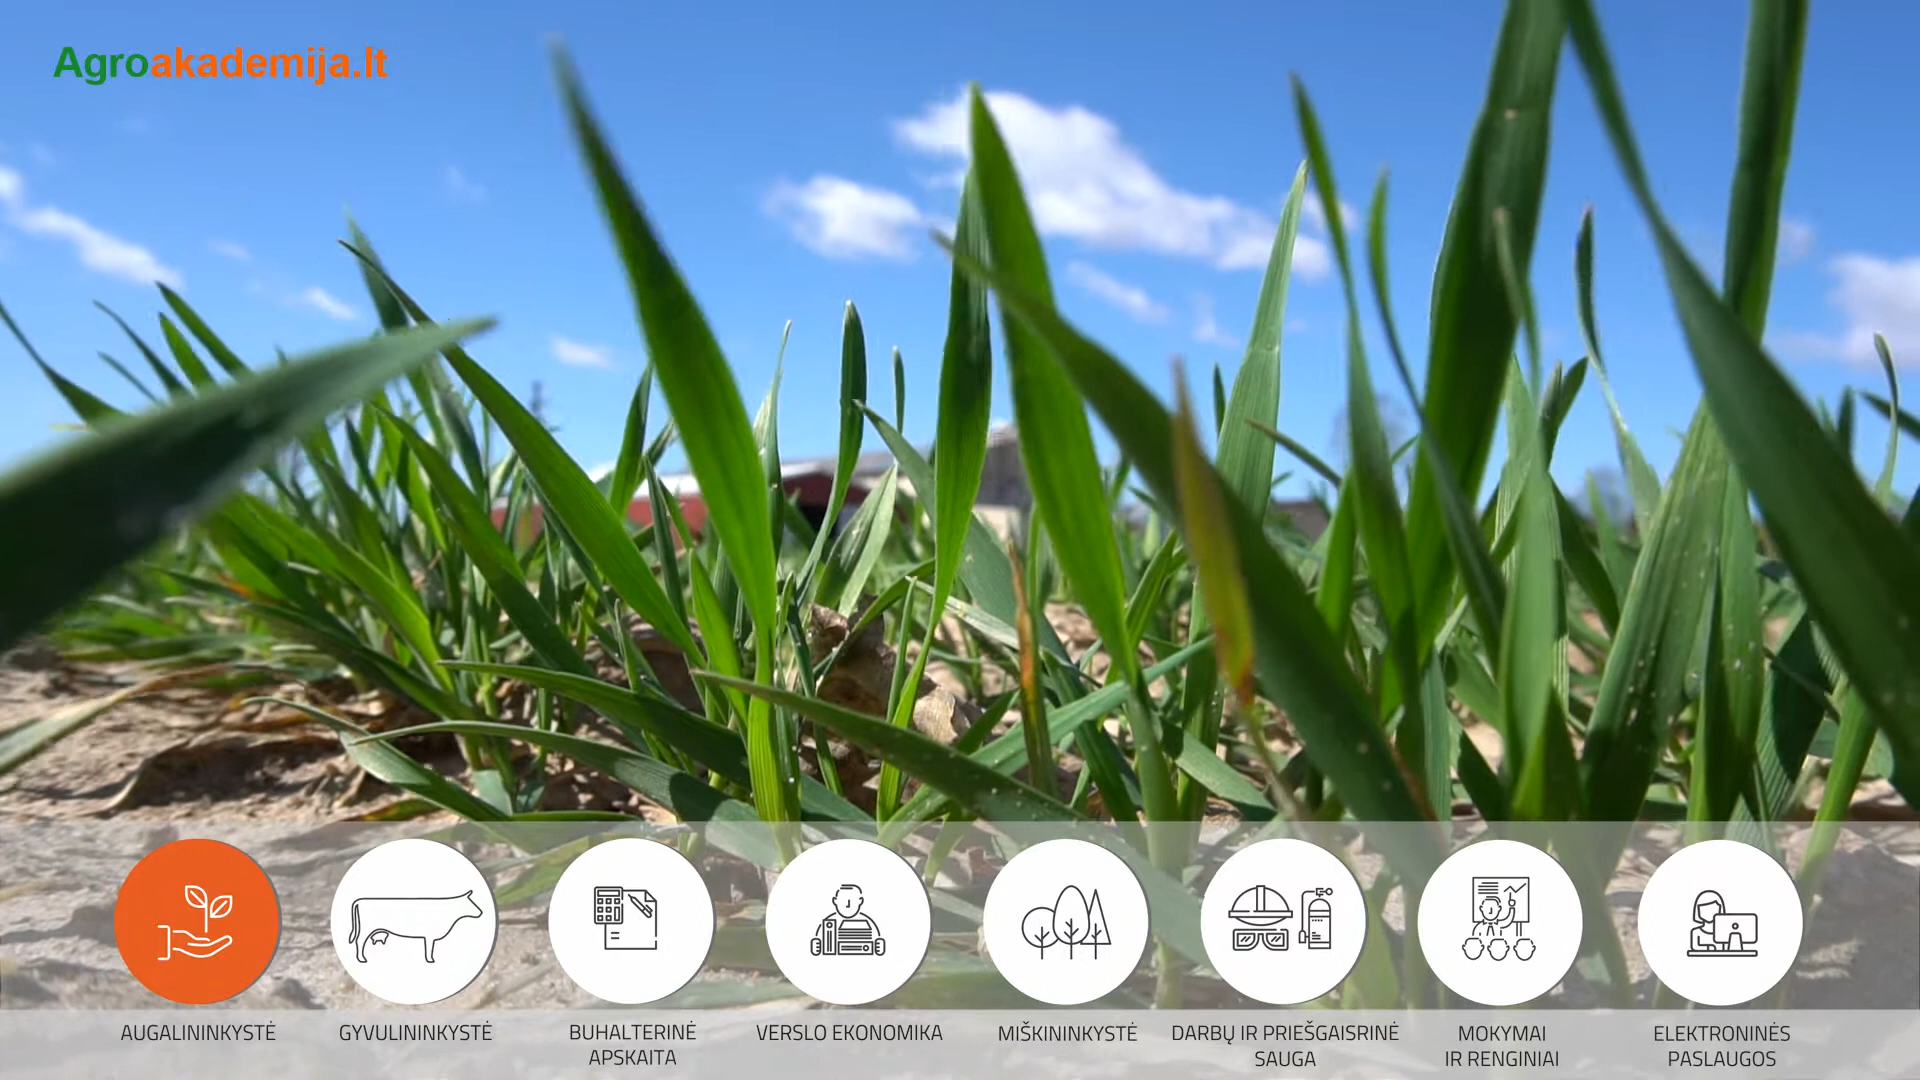 Agroakademija.lt
AUGALININKYSTĖ
GYVULININKYSTĖ
BUHALTERINĖ
APSKAITA
VERSLO EKONOMIKA
MIŠKININKYSTĖ
DARBŲ IR PRIEŠGAISRINĖ
SAUGA
MOKYMAI
IR RENGINIAI
ELEKTRONINĖS
PASLAUGOS